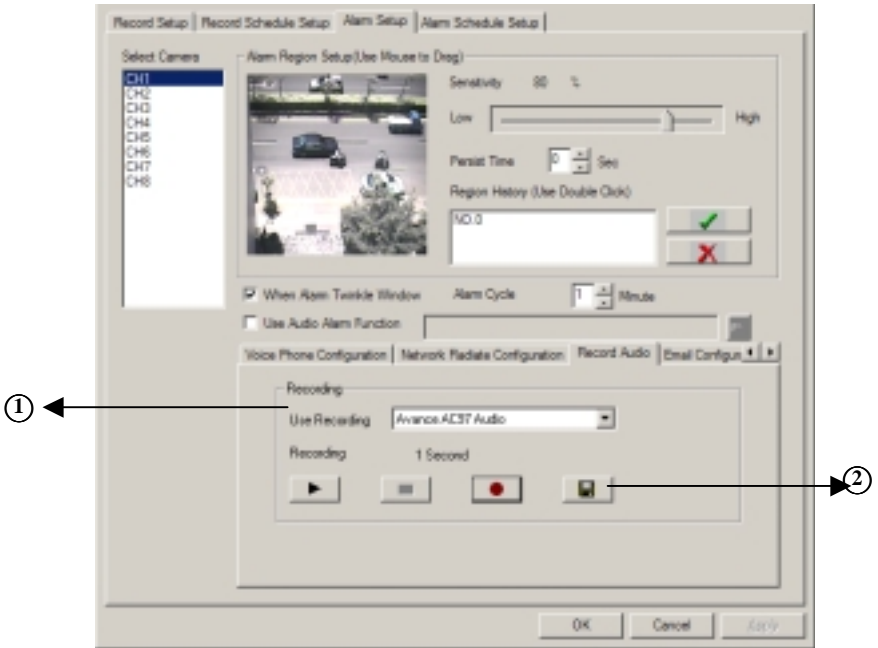 Record Setup Record Schedule Setup Alarm Setup Alarm Schedule Setup
Select Camera
CH1
CH2
CH3
CH4
CH5
CH6
CH7
CH8
Alarm Region Setup(Use Mouse to Drag)
Sensitivity 80 %
Low High
Persist Time 0 Sec
Region History (Use Double Click)
NO.0
When Alarm Twinkle Window Alarm Cycle 1 Minute
Use Audio Alarm Function
Voice Phone Configuration Network Radiate Configuration Record Audio Email Configur
Recording
1 Use Recording Avance AC97 Audio
Recording 1 Second
2
OK Cancel Apply